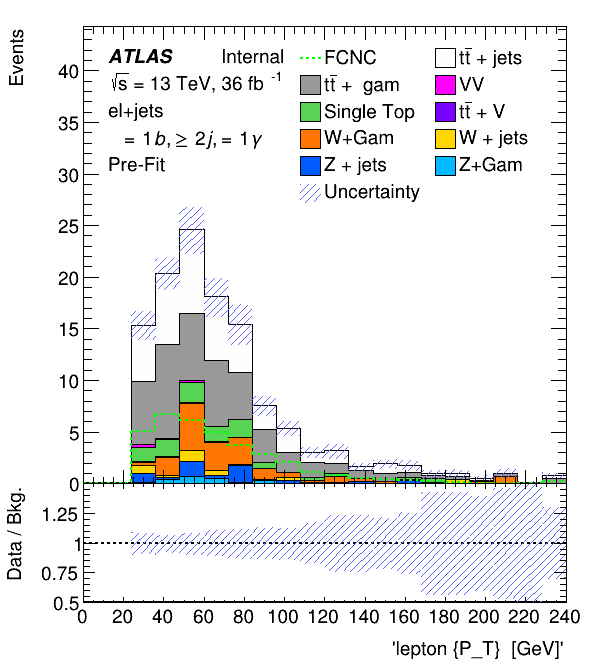 Events
ATLAS Internal
√s = 13 TeV, 36 fb -1
el+jets
= 1b, ≥ 2j, = 1γ
Pre-Fit
FCNC
tt̄ + jets
tt̄ + gam
VV
Single Top
tt̄ + V
W+Gam
W + jets
Z + jets
Z+Gam
Uncertainty
40
35
30
25
20
15
10
5
0
Data / Bkg.
1.25
1
0.75
0.5
0 20 40 60 80 100 120 140 160 180 200 220 240
'lepton {P_T} [GeV]'